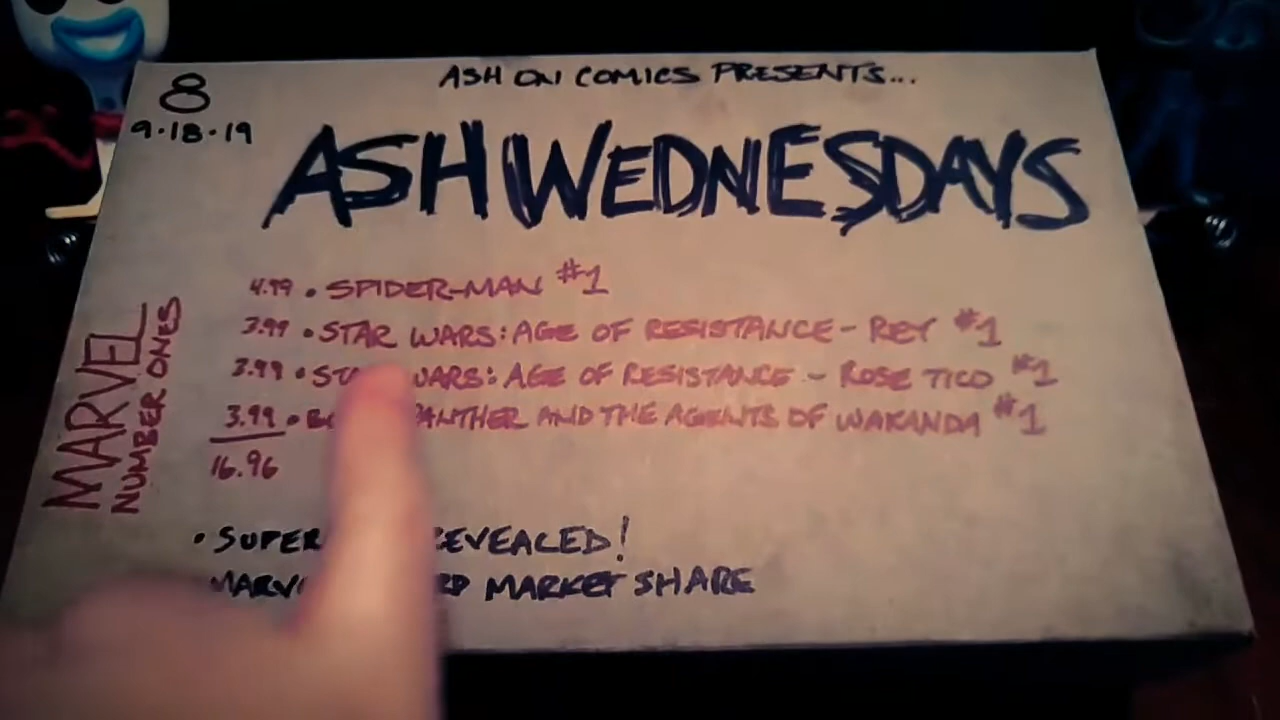 8
9.18.19
ASH ON COMICS PRESENTS...
ASH WEDNESDAYS
MARVEL
NUMBER ONES
4.99 • SPIDER-MAN #1
3.99 • STAR WARS: AGE OF RESISTANCE - REY #1
3.99 • WARS: AGE OF RESISTANCE - ROSE TICO #1
3.99 • PANTHER AND THE AGENTS OF WAKANDA #1
16.96
• SUPER REVEALED!
MARKET SHARE